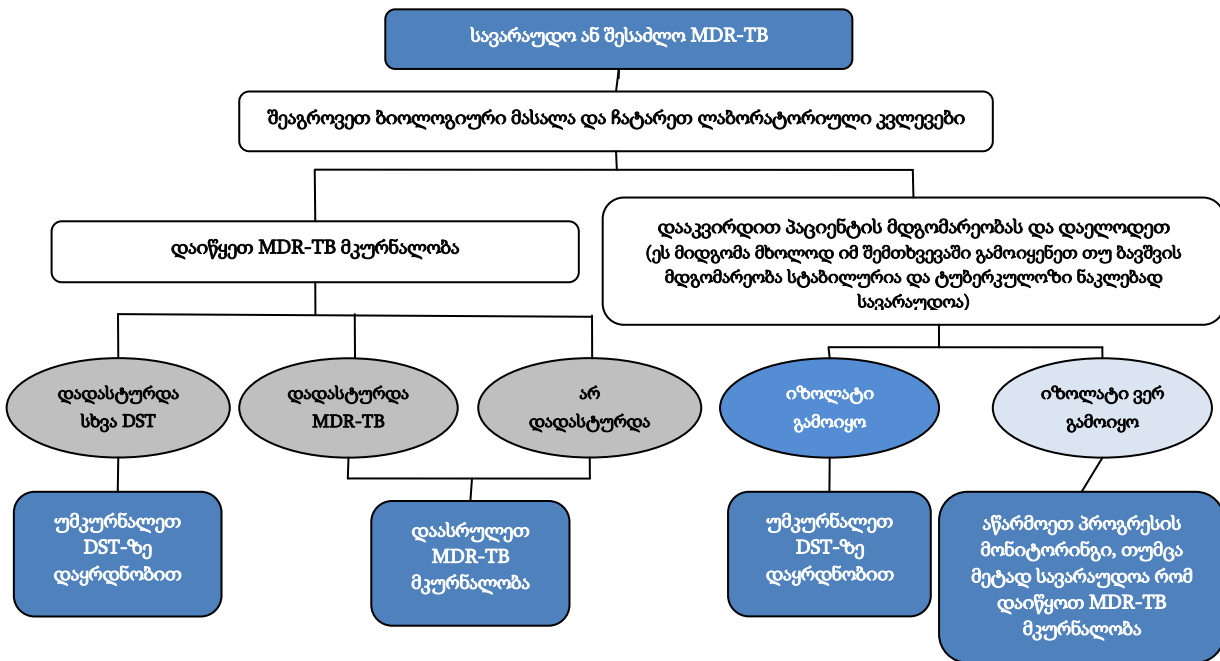 სავარაუდო ან შესაძლო MDR-TB
შეაგროვეთ ბიოლოგიური მასალა და ჩატარეთ ლაბორატორიული კვლევები
დაიწყეთ MDR-TB მკურნალობა
დააკვირდით პაციენტის მდგომარეობას და დაელოდეთ
(ეს მიდგომა მხოლოდ იმ შემთხვევაში გამოიყენეთ თუ ბავშვის
მდგომარეობა სტაბილურია და ტუბერკულოზი ნაკლებად
სავარაუდოა)
დადასტურდა
სხვა DST
დადასტურდა
MDR-TB
არ
დადასტურდა
იზოლატი
გამოიყო
იზოლატი ვერ
გამოიყო
უმკურნალეთ
DST-ზე
დაყრდნობით
დაასრულეთ
MDR-TB
მკურნალობა
უმკურნალეთ
DST-ზე
დაყრდნობით
აწარმოეთ პროგრესის
მონიტორინგი, თუმცა
მეტად სავარაუდოა რომ
დაიწყოთ MDR-TB
მკურნალობა